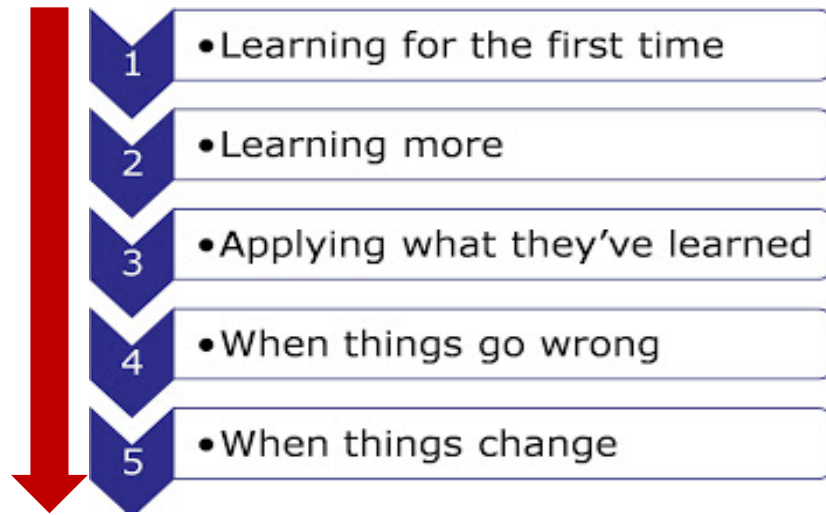 1 •Learning for the first time
2 •Learning more
3 •Applying what they’ve learned
4 •When things go wrong
5 •When things change